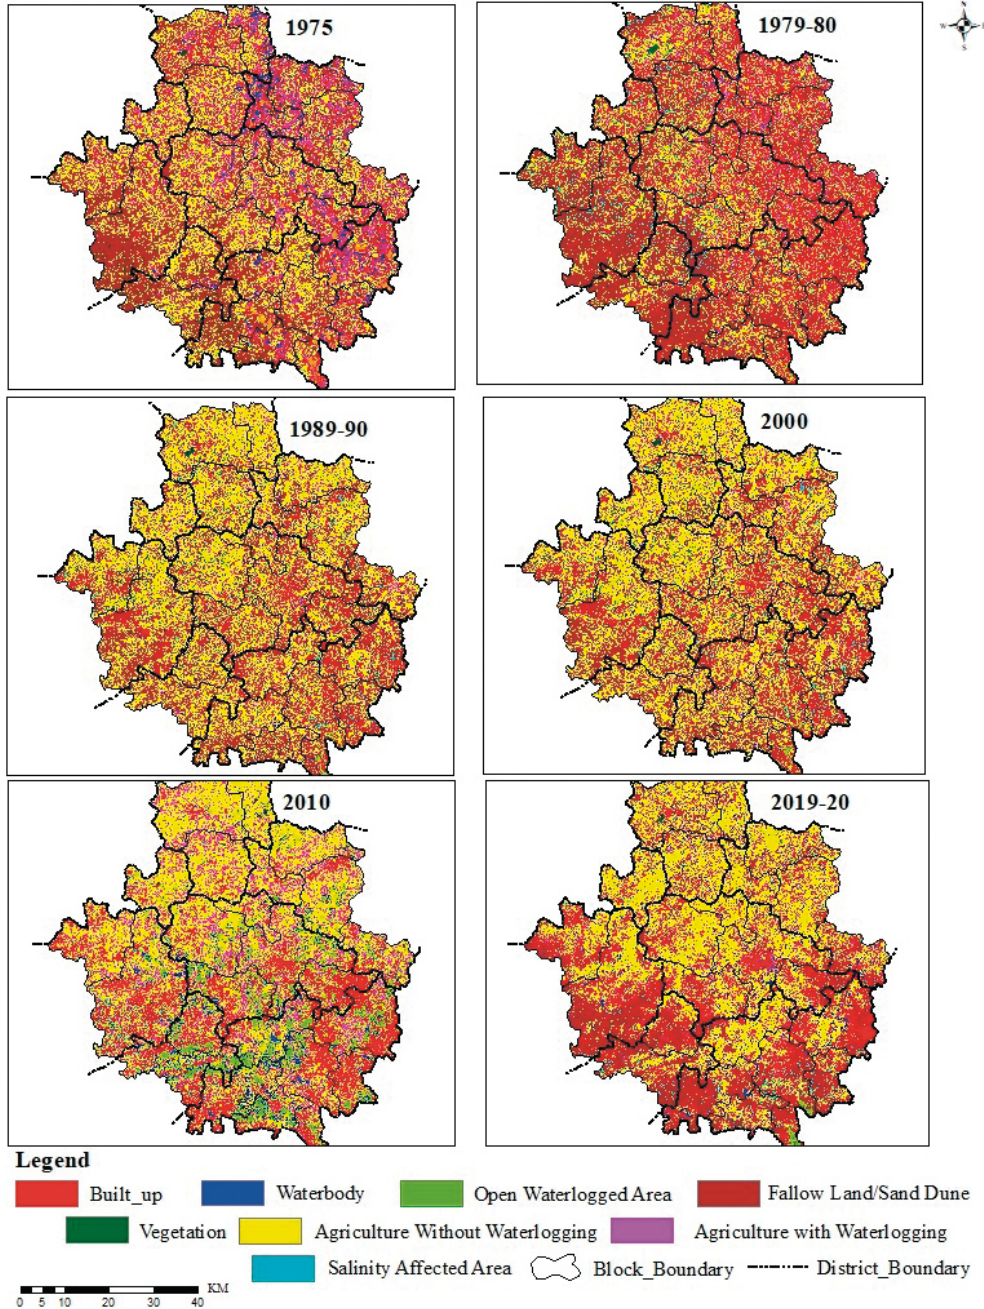 1975
1979-80
N
W
E
S
1989-90
2000
2010
2019-20
Legend
Built_up
Waterbody
Open Waterlogged Area
Fallow Land/Sand Dune
Vegetation
Agriculture Without Waterlogging
Agriculture with Waterlogging
Salinity Affected Area
Block_Boundary
District_Boundary
KM
0 5 10 20 30 40